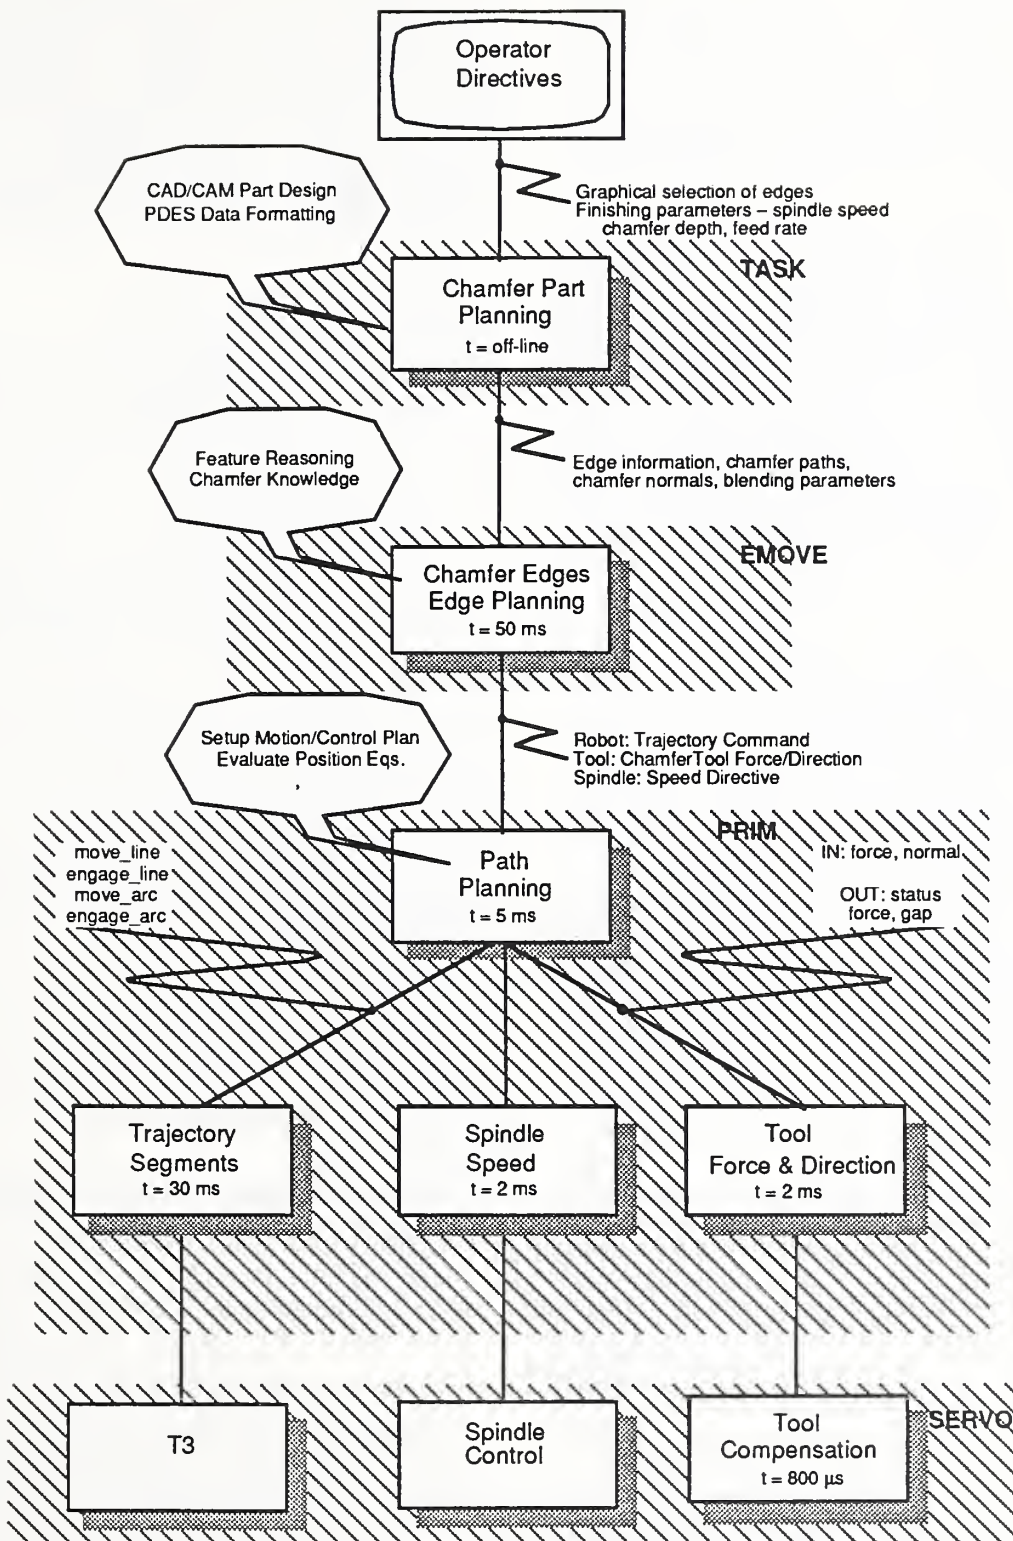 Operator
Directives
CAD/CAM Part Design
PDES Data Formatting
Graphical selection of edges
Finishing parameters – spindle speed
chamfer depth, feed rate
TASK
Chamfer Part
Planning
t = off-line
Feature Reasoning
Chamfer Knowledge
Edge information, chamfer paths,
chamfer normals, blending parameters
EMOVE
Chamfer Edges
Edge Planning
t = 50 ms
Setup Motion/Control Plan
Evaluate Position Eqs.
,
Robot: Trajectory Command
Tool: ChamferTool Force/Direction
Spindle: Speed Directive
PRIM
move_line
engage_line
move_arc
engage_arc
Path
Planning
t = 5 ms
IN: force, normal
OUT: status
force, gap
Trajectory
Segments
t = 30 ms
Spindle
Speed
t = 2 ms
Tool
Force & Direction
t = 2 ms
T3
Spindle
Control
Tool
Compensation
t = 800 µs
SERVO